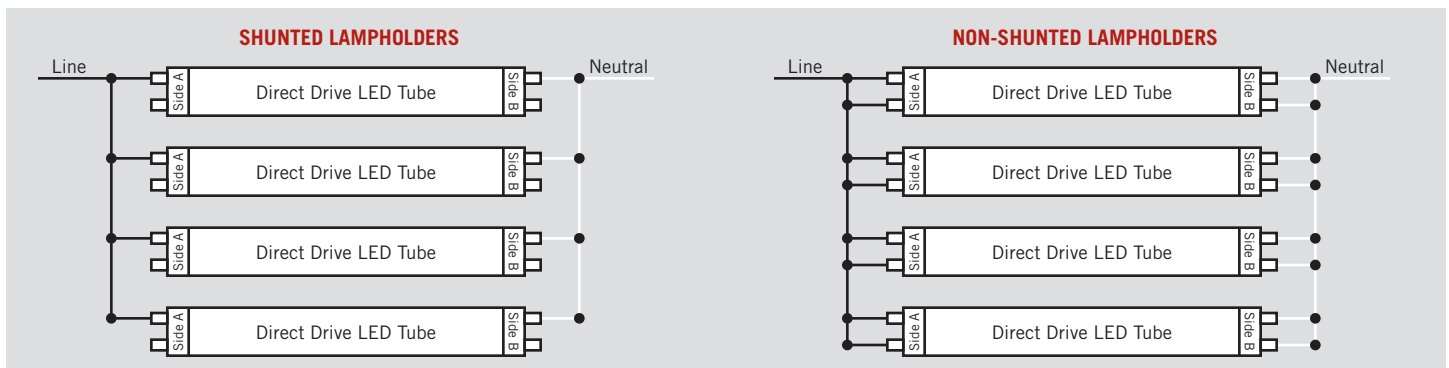 SHUNTED LAMPHOLDERS
Line
Neutral
Side A
Direct Drive LED Tube
Side B
Side A
Direct Drive LED Tube
Side B
Side A
Direct Drive LED Tube
Side B
Side A
Direct Drive LED Tube
Side B
NON-SHUNTED LAMPHOLDERS
Line
Neutral
Side A
Direct Drive LED Tube
Side B
Side A
Direct Drive LED Tube
Side B
Side A
Direct Drive LED Tube
Side B
Side A
Direct Drive LED Tube
Side B